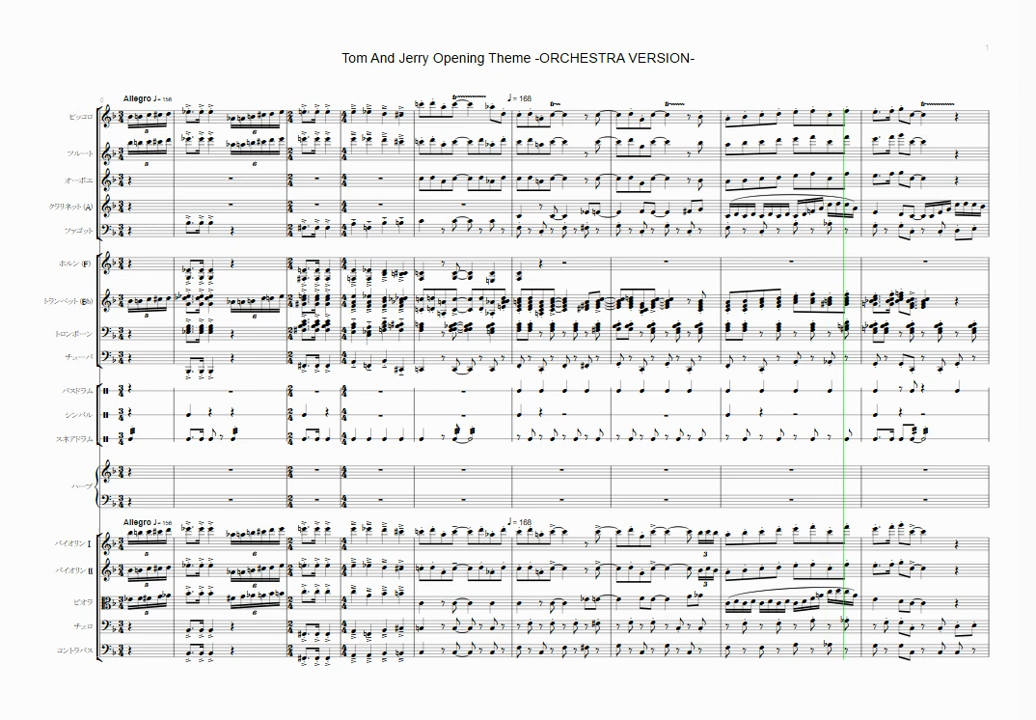 1
Tom And Jerry Opening Theme -ORCHESTRA VERSION-
Allegro ♩= 156
♩= 168
ピッコロ
フルート
オーボエ
クラリネット (A)
ファゴット
ホルン (F)
トランペット (B♭)
トロンボーン
チューバ
バスドラム
シンバル
スネアドラム
ハープ
Allegro ♩= 156
♩= 168
バイオリン I
バイオリン II
ビオラ
チェロ
コントラバス